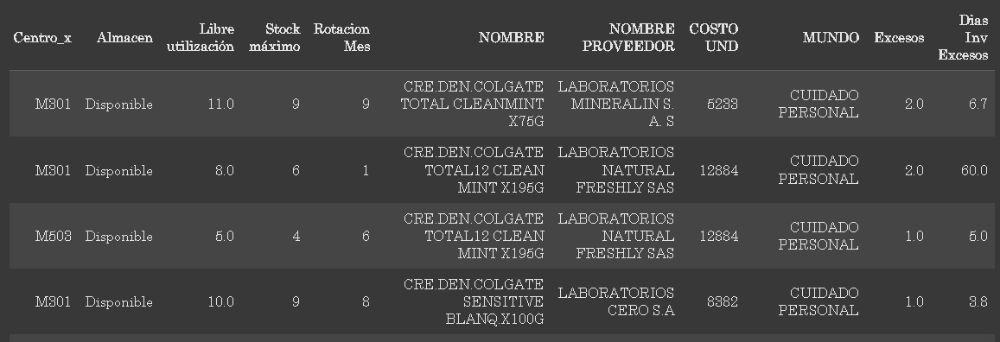 Centro_x Almacen Libre utilización Stock máximo Rotacion Mes NOMBRE NOMBRE PROVEEDOR COSTO UND MUNDO Excesos Dias Inv Excesos
M301 Disponible 11.0 9 9 CRE.DEN.COLGATE TOTAL CLEANMINT X75G LABORATORIOS MINERALIN S. A. S 5233 CUIDADO PERSONAL 2.0 6.7
M301 Disponible 8.0 6 1 CRE.DEN.COLGATE TOTAL12 CLEAN MINT X195G LABORATORIOS NATURAL FRESHLY SAS 12884 CUIDADO PERSONAL 2.0 60.0
M503 Disponible 5.0 4 6 CRE.DEN.COLGATE TOTAL12 CLEAN MINT X195G LABORATORIOS NATURAL FRESHLY SAS 12884 CUIDADO PERSONAL 1.0 5.0
M301 Disponible 10.0 9 8 CRE.DEN.COLGATE SENSITIVE BLANQ.X100G LABORATORIOS CERO S.A 8382 CUIDADO PERSONAL 1.0 3.8